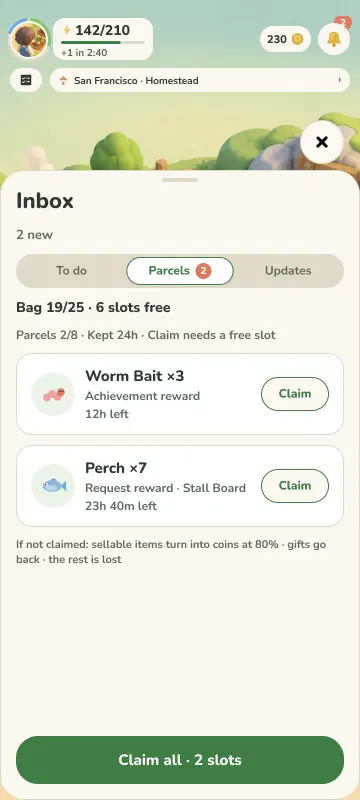 142/210
+1 in 2:40
230
2
San Francisco · Homestead
Inbox
2 new
To do
Parcels 2
Updates
Bag 19/25 · 6 slots free
Parcels 2/8 · Kept 24h · Claim needs a free slot
Worm Bait ×3
Achievement reward
12h left
Claim
Perch ×7
Request reward · Stall Board
23h 40m left
Claim
If not claimed: sellable items turn into coins at 80% · gifts go
back · the rest is lost
Claim all · 2 slots